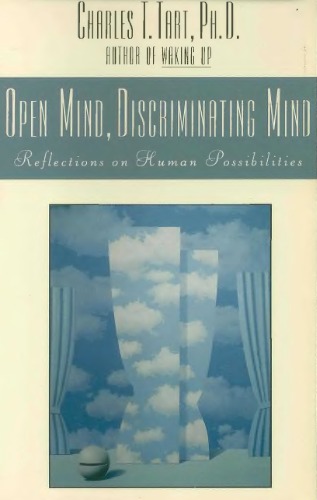 CHARLES T. TART, PH.D.
AUTHOR OF WAKING UP
OPEN MIND, DISCRIMINATING MIND
Reflections on Human Possibilities